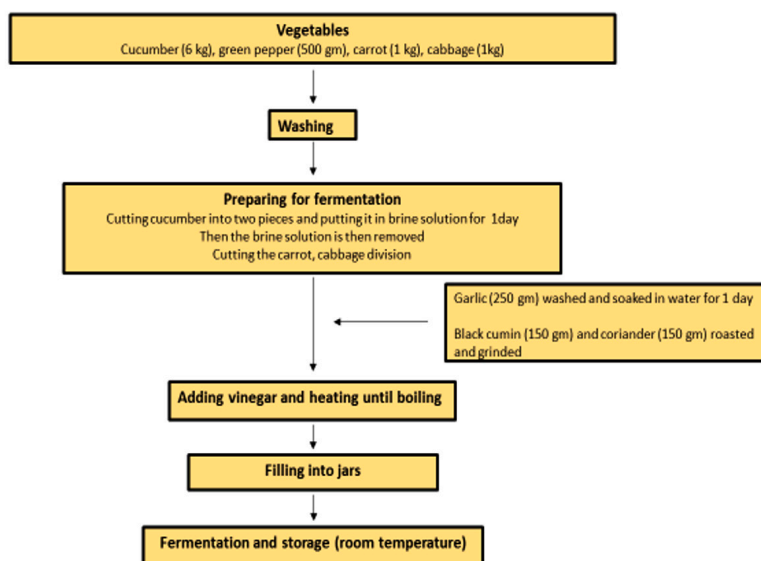 Vegetables
Cucumber (6 kg), green pepper (500 gm), carrot (1 kg), cabbage (1kg)
Washing
Preparing for fermentation
Cutting cucumber into two pieces and putting it in brine solution for 1day
Then the brine solution is then removed
Cutting the carrot, cabbage division
Garlic (250 gm) washed and soaked in water for 1 day
Black cumin (150 gm) and coriander (150 gm) roasted
and grinded
Adding vinegar and heating until boiling
Filling into jars
Fermentation and storage (room temperature)